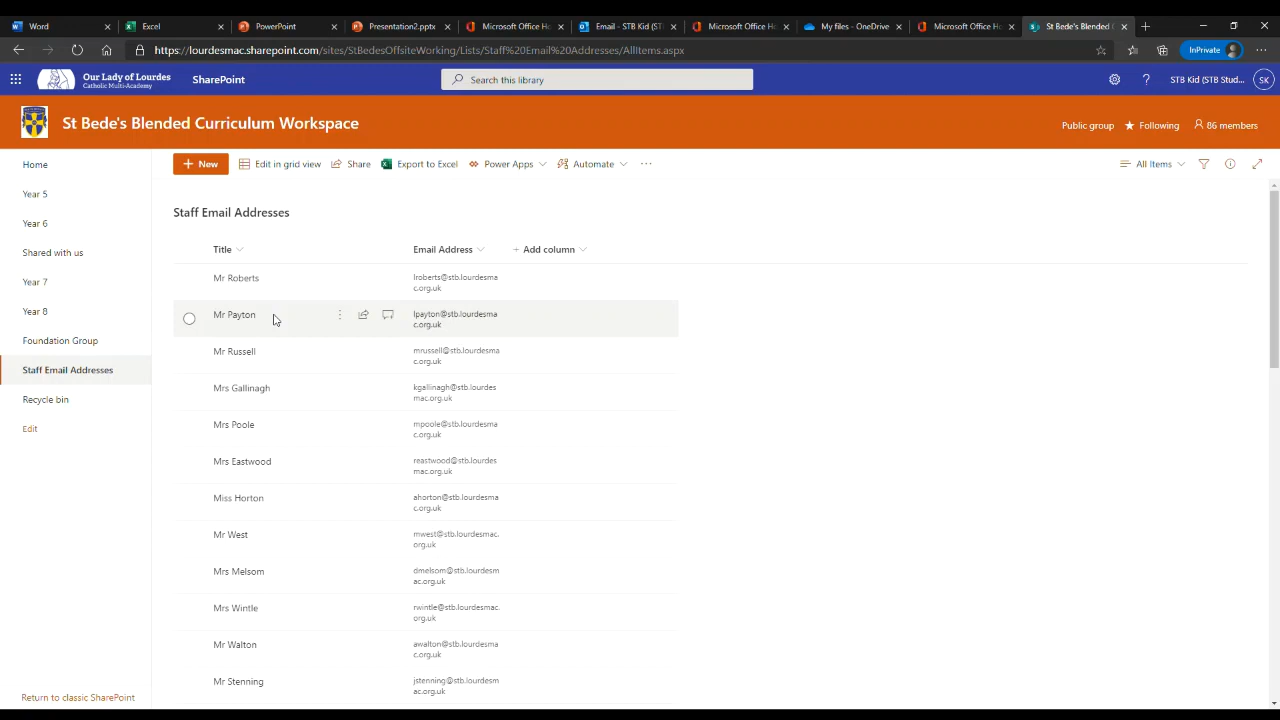 Word
Excel
PowerPoint
Presentation2.pptx
Microsoft Office Ho
Email - STB Kid (ST
Microsoft Office Ho
My files - OneDrive
Microsoft Office Ho
St Bede's Blended C
https://lourdesmac.sharepoint.com/sites/StBedesOffsiteWorking/Lists/Staff%20Email%20Addresses/AllItems.aspx
InPrivate
Our Lady of Lourdes
Catholic Multi-Academy
SharePoint
Search this library
STB Kid (STB Stud...
SK
St Bede's Blended Curriculum Workspace
Public group
Following
86 members
Home
Year 5
Year 6
Shared with us
Year 7
Year 8
Foundation Group
Staff Email Addresses
Recycle bin
Edit
Return to classic SharePoint
New
Edit in grid view
Share
Export to Excel
Power Apps
Automate
All Items
Staff Email Addresses
Title
Email Address
Add column
Mr Roberts
lroberts@stb.lourdesma
c.org.uk
Mr Payton
lpayton@stb.lourdesma
c.org.uk
Mr Russell
mrussell@stb.lourdesma
c.org.uk
Mrs Gallinagh
kgallinagh@stb.lourdes
mac.org.uk
Mrs Poole
mpoole@stb.lourdesma
c.org.uk
Mrs Eastwood
reastwood@stb.lourdes
mac.org.uk
Miss Horton
ahorton@stb.lourdesma
c.org.uk
Mr West
mwest@stb.lourdesmac.
org.uk
Mrs Melsom
dmelsom@stb.lourdesm
ac.org.uk
Mrs Wintle
rwintle@stb.lourdesmac.
org.uk
Mr Walton
awalton@stb.lourdesma
c.org.uk
Mr Stenning
jstenning@stb.lourdesm
ac.org.uk